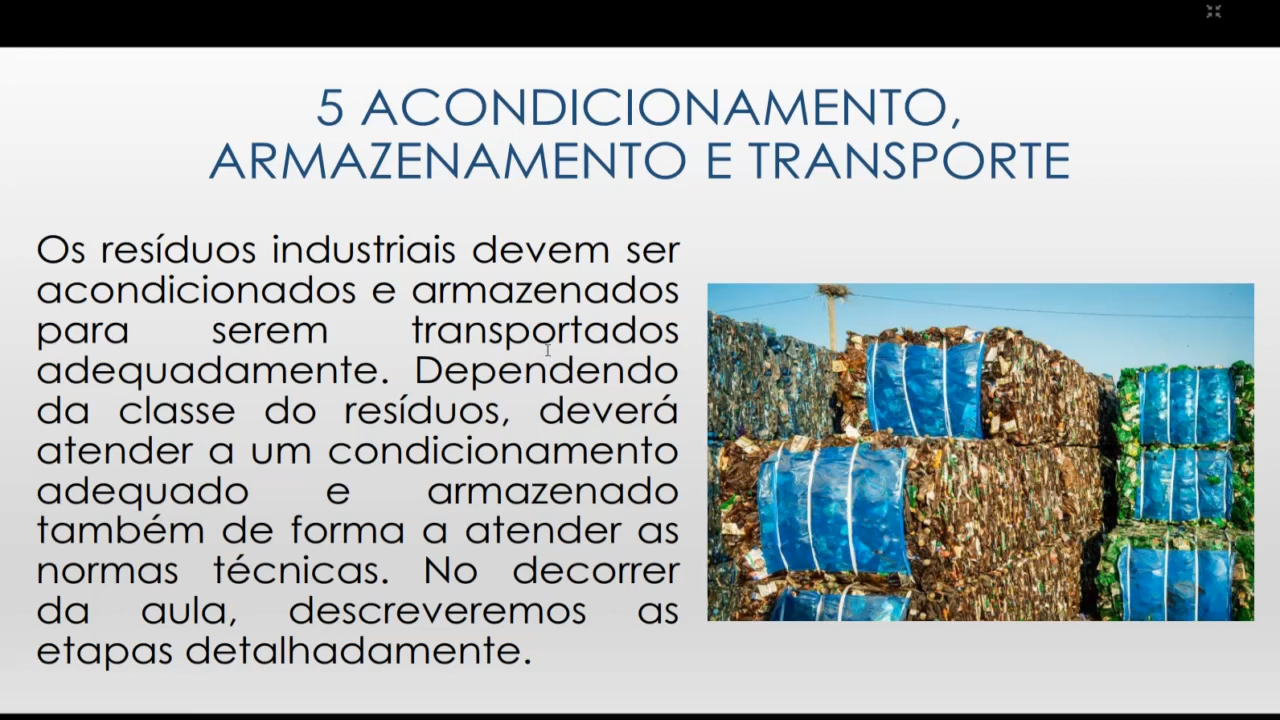 5 ACONDICIONAMENTO,
ARMAZENAMENTO E TRANSPORTE
Os resíduos industriais devem ser
acondicionados e armazenados
para serem transportados
adequadamente. Dependendo
da classe do resíduos, deverá
atender a um condicionamento
adequado e armazenado
também de forma a atender as
normas técnicas. No decorrer
da aula, descreveremos as
etapas detalhadamente.